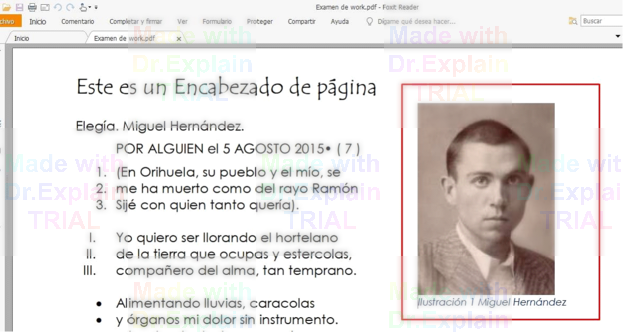 Examen de work.pdf - Foxit Reader
chivo Inicio Comentario Completar y firmar Ver Formulario Proteger Compartir Ayuda Dígame qué desea hacer... Buscar
Inicio Examen de work.pdf x
Made with Dr.Explain TRIAL
Made with Dr.Explain TRIAL
Este es un Encabezado de página
Elegía. Miguel Hernández.
POR ALGUIEN el 5 AGOSTO 2015• ( 7 )
1. (En Orihuela, su pueblo y el mío, se
2. me ha muerto como del rayo Ramón
3. Sijé con quien tanto quería).
Made with Dr.Explain TRIAL
Made with Dr.Explain TRIAL
I. Yo quiero ser llorando el hortelano
II. de la tierra que ocupas y estercolas,
III. compañero del alma, tan temprano.
Ilustración 1 Miguel Hernández
• Alimentando lluvias, caracolas
• y órganos mi dolor sin instrumento.
Made with Dr.Explain
Made with Dr.Explain